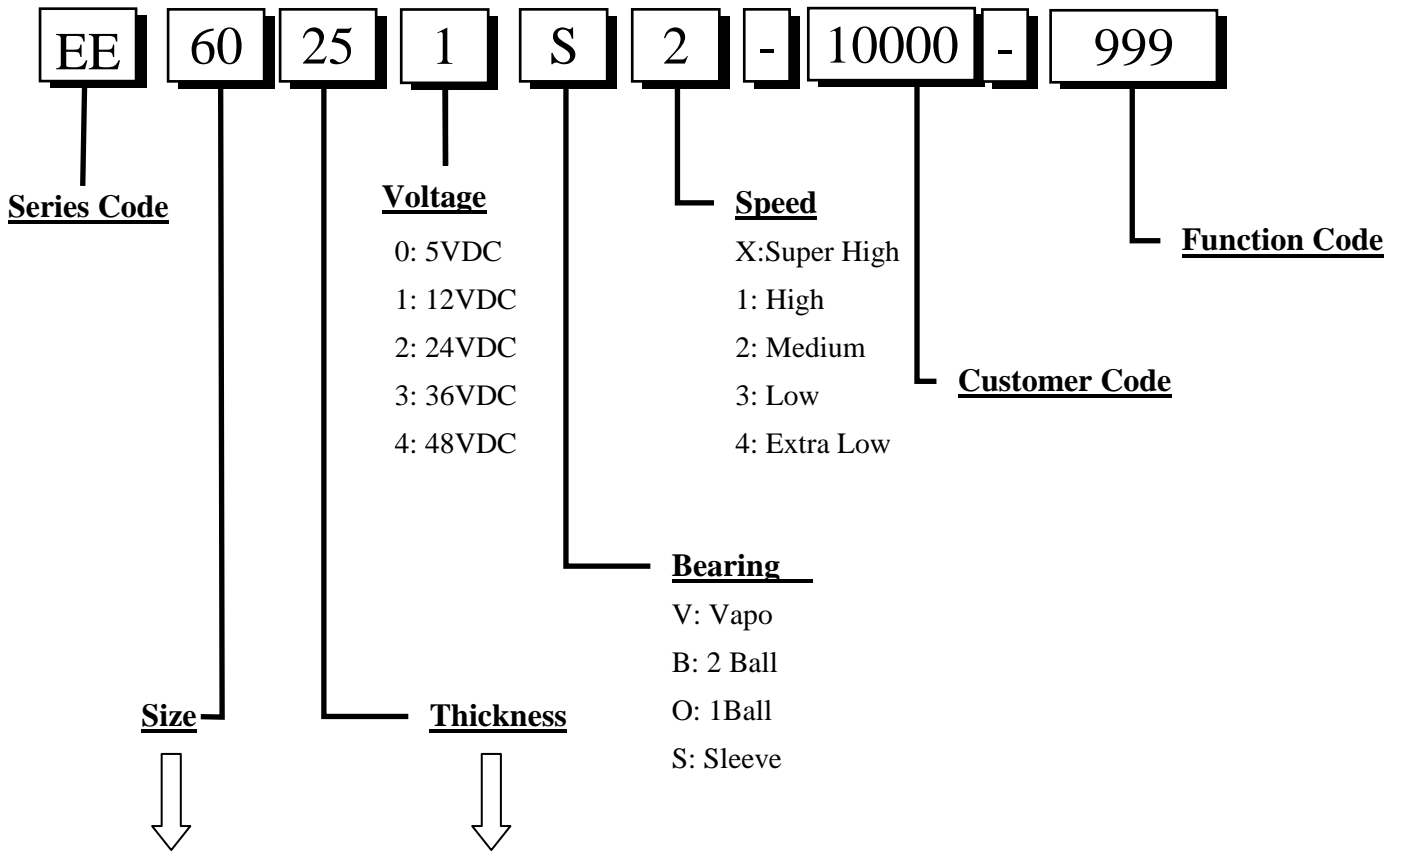 EE 60 25 1 S 2 - 10000 - 999
Series Code
Voltage
0: 5VDC
1: 12VDC
2: 24VDC
3: 36VDC
4: 48VDC
Speed
X:Super High
1: High
2: Medium
3: Low
4: Extra Low
Function Code
Customer Code
Bearing
V: Vapo
B: 2 Ball
O: 1Ball
S: Sleeve
Size
Thickness